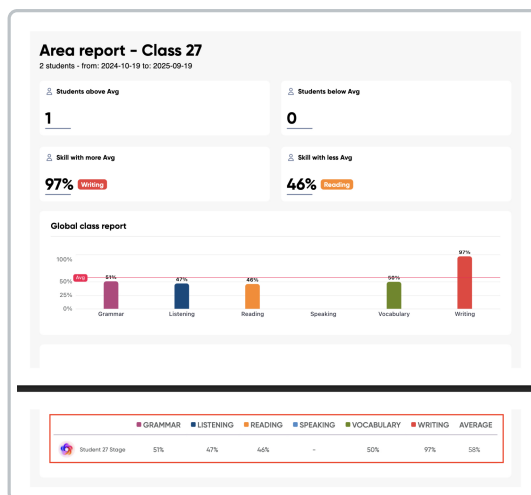 Area report - Class 27
2 students - from: 2024-10-19 to: 2025-09-19
Students above Avg
1
Students below Avg
0
Skill with more Avg
97% Writing
Skill with less Avg
46% Reading
Global class report
100%
50%
25%
0%
Avg
51%
47%
46%
50%
97%
Grammar Listening Reading Speaking Vocabulary Writing
GRAMMAR LISTENING READING SPEAKING VOCABULARY WRITING AVERAGE
Student 27 Stage 51% 47% 46% - 50% 97% 58%